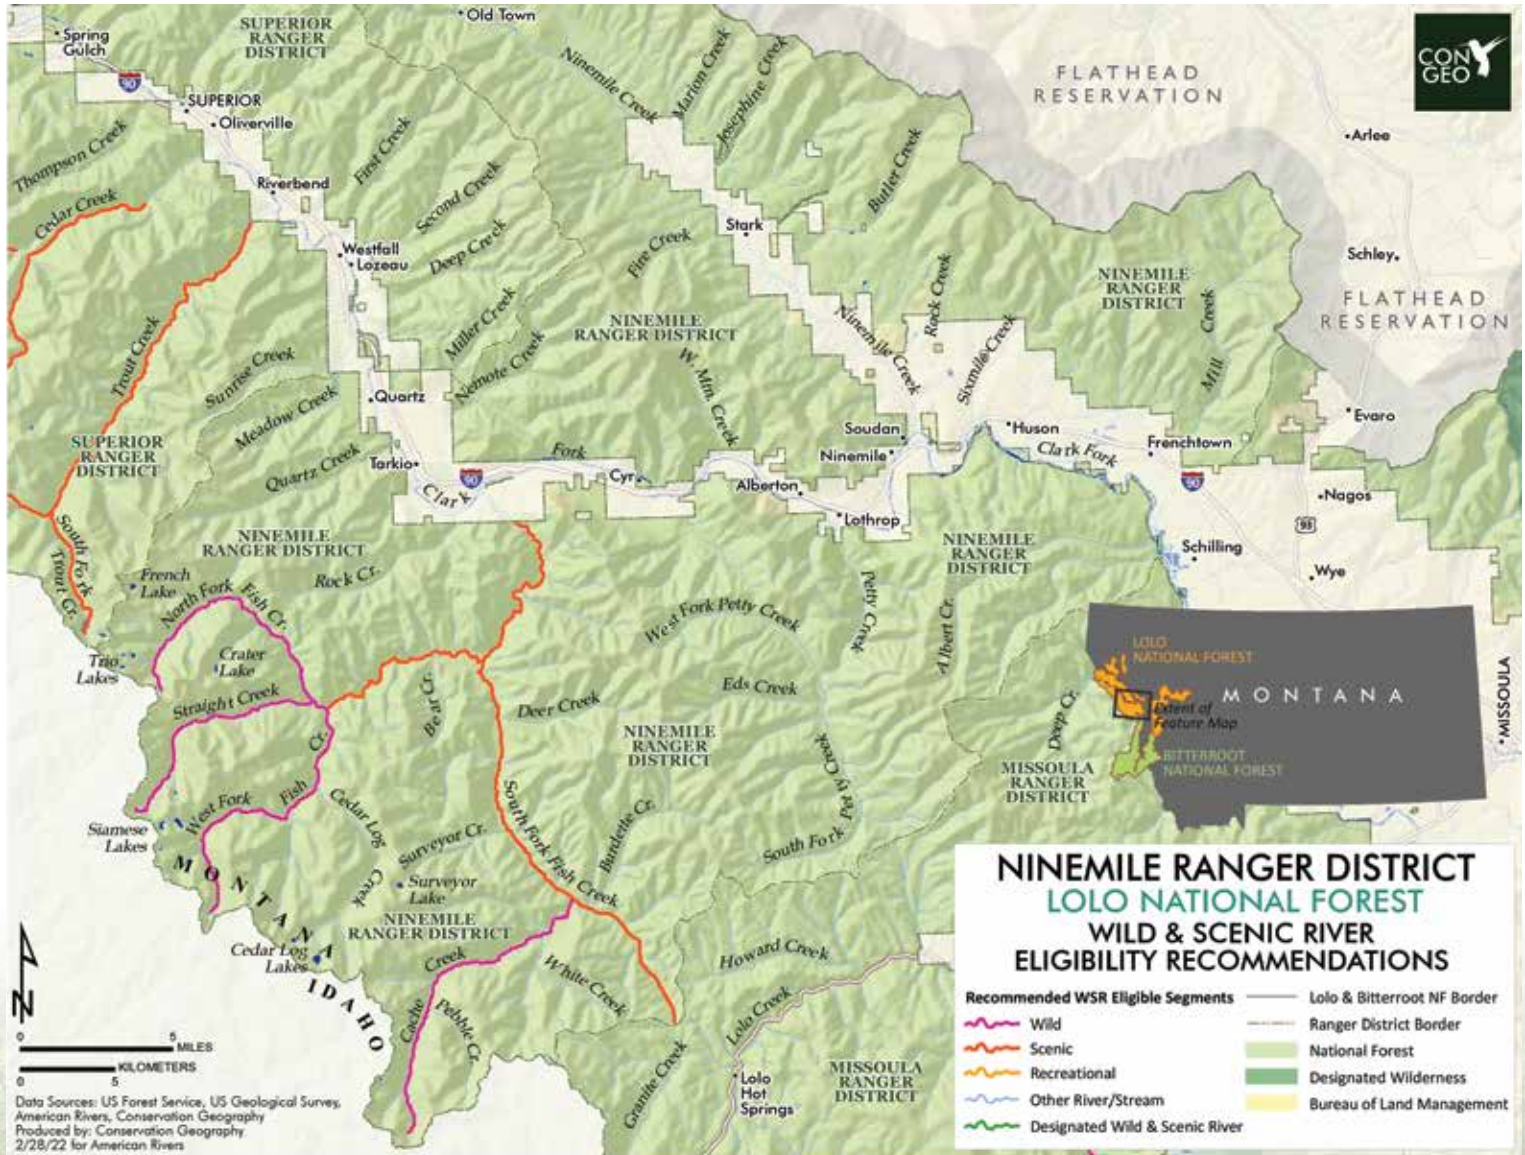 Old Town
Spring
Gulch
SUPERIOR
RANGER
DISTRICT
90
SUPERIOR
Oliverville
Thompson Creek
Cedar Creek
Riverbend
First Creek
Second Creek
Deep Creek
Westfall
Lozeau
Ninemile Creek
Marion Creek
Josephine Creek
Butler Creek
FLATHEAD
RESERVATION
CON
GEO
Arlee
Stark
Fire Creek
Schley
NINEMILE
RANGER
DISTRICT
Mill Creek
FLATHEAD
RESERVATION
Trout Creek
Sunrise Creek
Miller Creek
Nemote Creek
NINEMILE
RANGER DISTRICT
W. Mtn. Creek
Ninemile Creek
Rock Creek
Sixmile Creek
Meadow Creek
Quartz
Evaro
SUPERIOR
RANGER
DISTRICT
Quartz Creek
Tarkio
90
Clark
Fork
Cyr
Alberton
Soudan
Ninemile
Lothrop
Huson
Clark Fork
Frenchtown
90
Nagos
93
Schilling
Wye
South Fork
Trout Cr.
NINEMILE
RANGER DISTRICT
Rock Cr.
French
Lake
North Fork Fish Cr.
Trio
Lakes
Crater
Lake
Straight Creek
NINEMILE
RANGER
DISTRICT
West Fork Petty Creek
Petty Creek
Albert Cr.
Bear Cr.
Deer Creek
Eds Creek
NINEMILE
RANGER
DISTRICT
Deep Cr.
MISSOULA
RANGER
DISTRICT
LOLO
NATIONAL FOREST
MONTANA
Extent of
Feature Map
BITTERROOT
NATIONAL FOREST
MISSOULA
West Fork Fish Cr.
Siamese
Lakes
Cedar Log Creek
Surveyor Cr.
Surveyor
Lake
South Fork Fish Creek
Burdette Cr.
South Fork Petty Creek
NINEMILE
RANGER DISTRICT
MONTANA
IDAHO
Cedar Log
Lakes
Cache Creek
Pebble Cr.
White Creek
Howard Creek
Lolo Creek
Granite Creek
Lolo
Hot
Springs
MISSOULA
RANGER
DISTRICT
N
0 5
MILES
KILOMETERS
0 5
Data Sources: US Forest Service, US Geological Survey,
American Rivers, Conservation Geography
Produced by: Conservation Geography
2/28/22 for American Rivers
NINEMILE RANGER DISTRICT
LOLO NATIONAL FOREST
WILD & SCENIC RIVER
ELIGIBILITY RECOMMENDATIONS
Recommended WSR Eligible Segments
Wild
Scenic
Recreational
Other River/Stream
Designated Wild & Scenic River
Lolo & Bitterroot NF Border
Ranger District Border
National Forest
Designated Wilderness
Bureau of Land Management